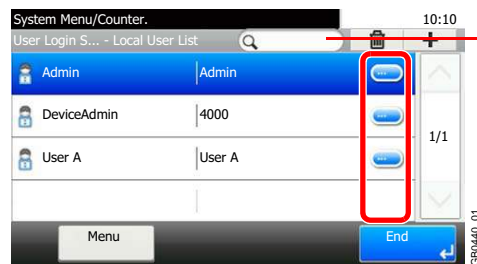 System Menu/Counter.
10:10
User Login S... - Local User List
Admin
Admin
DeviceAdmin
4000
1/1
User A
User A
Menu
End
GB0440_01